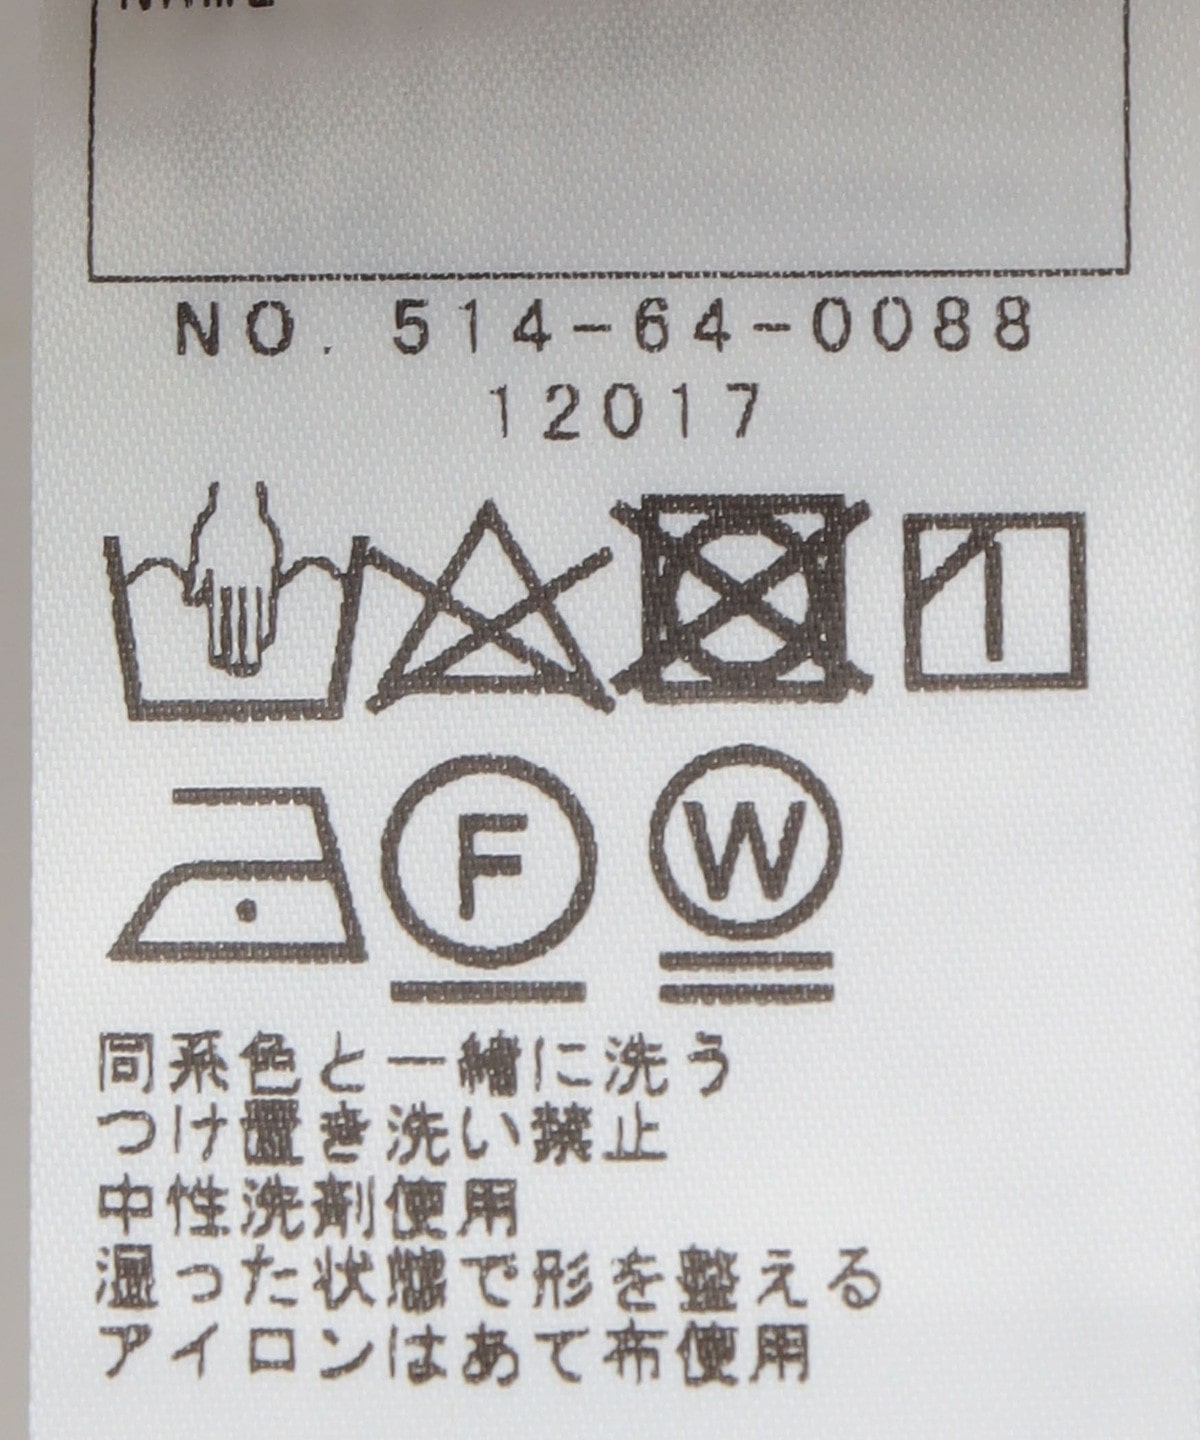 NAME
NO. 514-64-0088
12017
F W
同系色と一緒に洗う
つけ置き洗い禁止
中性洗剤使用
湿った状態で形を整える
アイロンはあて布使用